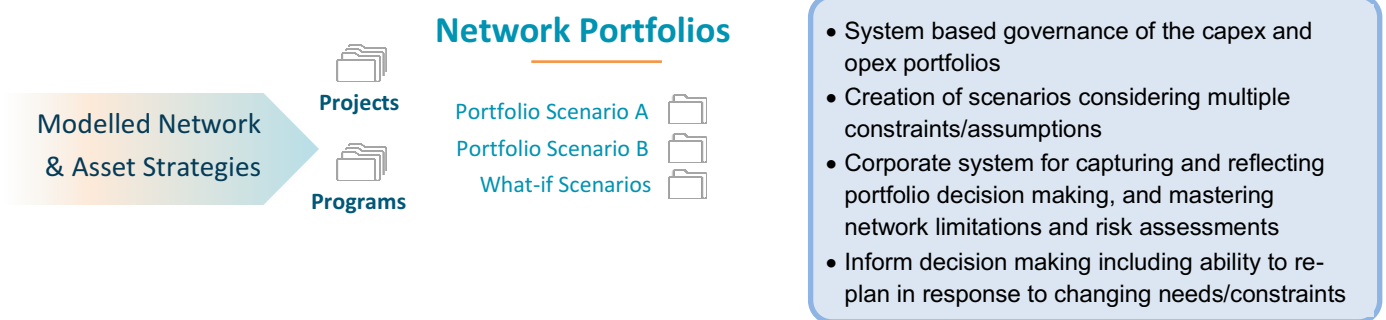 Modelled Network
& Asset Strategies
Projects
Programs
Network Portfolios
Portfolio Scenario A
Portfolio Scenario B
What-if Scenarios
• System based governance of the capex and
opex portfolios
• Creation of scenarios considering multiple
constraints/assumptions
• Corporate system for capturing and reflecting
portfolio decision making, and mastering
network limitations and risk assessments
• Inform decision making including ability to re-
plan in response to changing needs/constraints